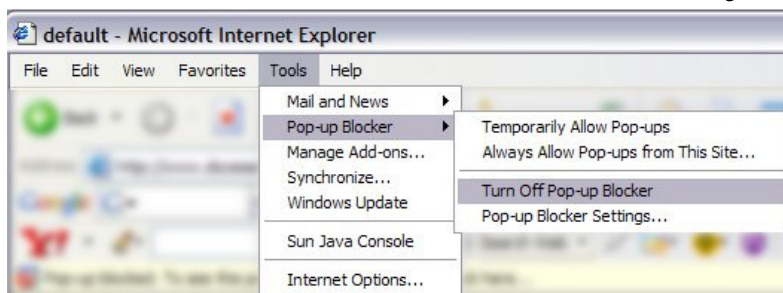 default - Microsoft Internet Explorer
File Edit View Favorites Tools Help
Mail and News
Pop-up Blocker
Manage Add-ons...
Synchronize...
Windows Update
Sun Java Console
Internet Options...
Temporarily Allow Pop-ups
Always Allow Pop-ups from This Site...
Turn Off Pop-up Blocker
Pop-up Blocker Settings...